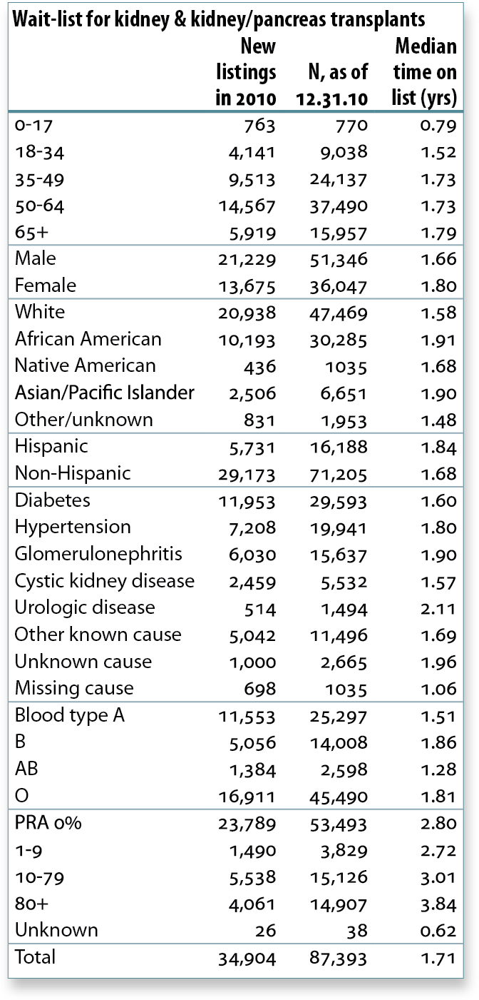 Wait-list for kidney & kidney/pancreas transplants
New Median
listings N, as of time on
in 2010 12.31.10 list (yrs)
0-17 763 770 0.79
18-34 4,141 9,038 1.52
35-49 9,513 24,137 1.73
50-64 14,567 37,490 1.73
65+ 5,919 15,957 1.79
Male 21,229 51,346 1.66
Female 13,675 36,047 1.80
White 20,938 47,469 1.58
African American 10,193 30,285 1.91
Native American 436 1035 1.68
Asian/Pacific Islander 2,506 6,651 1.90
Other/unknown 831 1,953 1.48
Hispanic 5,731 16,188 1.84
Non-Hispanic 29,173 71,205 1.68
Diabetes 11,953 29,593 1.60
Hypertension 7,208 19,941 1.80
Glomerulonephritis 6,030 15,637 1.90
Cystic kidney disease 2,459 5,532 1.57
Urologic disease 514 1,494 2.11
Other known cause 5,042 11,496 1.69
Unknown cause 1,000 2,665 1.96
Missing cause 698 1035 1.06
Blood type A 11,553 25,297 1.51
B 5,056 14,008 1.86
AB 1,384 2,598 1.28
O 16,911 45,490 1.81
PRA 0% 23,789 53,493 2.80
1-9 1,490 3,829 2.72
10-79 5,538 15,126 3.01
80+ 4,061 14,907 3.84
Unknown 26 38 0.62
Total 34,904 87,393 1.71